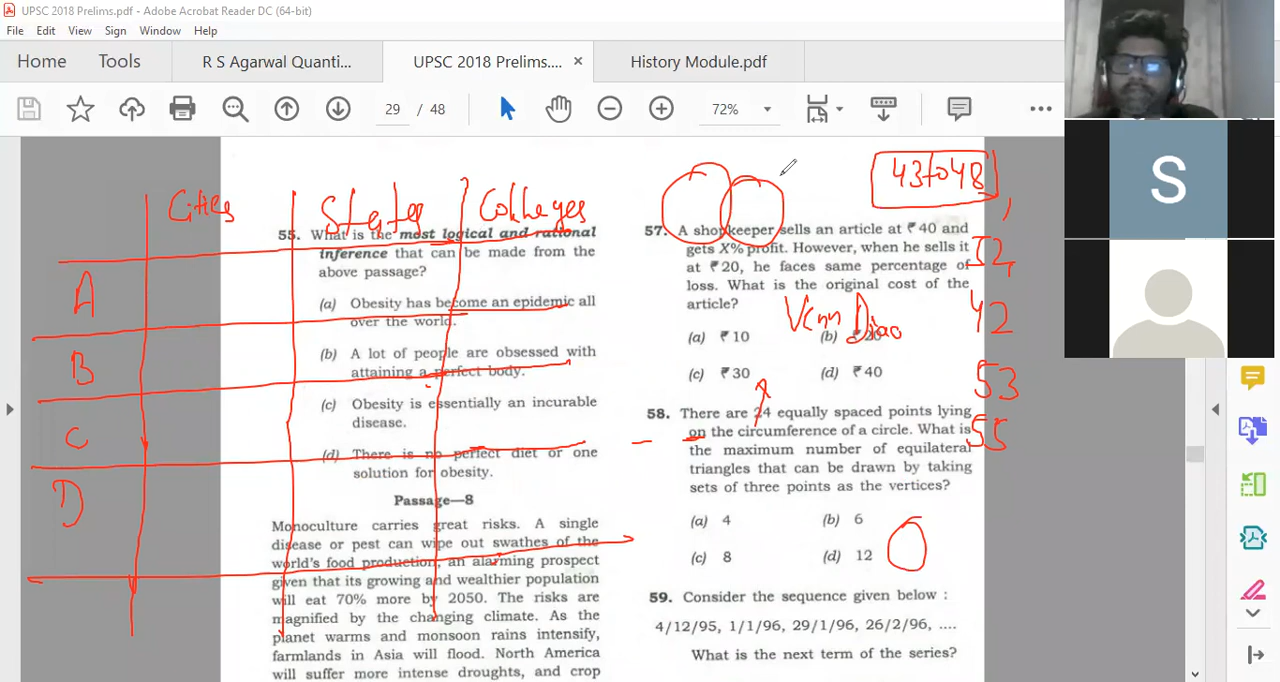 UPSC 2018 Prelims.pdf - Adobe Acrobat Reader DC (64-bit)
File Edit View Sign Window Help
Home Tools R S Agarwal Quanti... UPSC 2018 Prelims.... × History Module.pdf
29 / 48 72%
Cities States Colleges
A
B
C
D
55. What is the most logical and rational
inference that can be made from the
above passage?
(a) Obesity has become an epidemic all
over the world.
(b) A lot of people are obsessed with
attaining a perfect body.
(c) Obesity is essentially an incurable
disease.
(d) There is no perfect diet or one
solution for obesity.
Passage—8
Monoculture carries great risks. A single
disease or pest can wipe out swathes of the
world's food production, an alarming prospect
given that its growing and wealthier population
will eat 70% more by 2050. The risks are
magnified by the changing climate. As the
planet warms and monsoon rains intensify,
farmlands in Asia will flood. North America
will suffer more intense droughts, and crop
43 to 48,
57. A shopkeeper sells an article at ₹ 40 and
gets X% profit. However, when he sells it
at ₹ 20, he faces same percentage of
loss. What is the original cost of the
article?
(a) ₹ 10 (b) ₹ 20
(c) ₹ 30 (d) ₹ 40
Venn Diao
52,
42
53
55
58. There are 24 equally spaced points lying
on the circumference of a circle. What is
the maximum number of equilateral
triangles that can be drawn by taking
sets of three points as the vertices?
(a) 4 (b) 6
(c) 8 (d) 12
59. Consider the sequence given below :
4/12/95, 1/1/96, 29/1/96, 26/2/96, ....
What is the next term of the series?
S